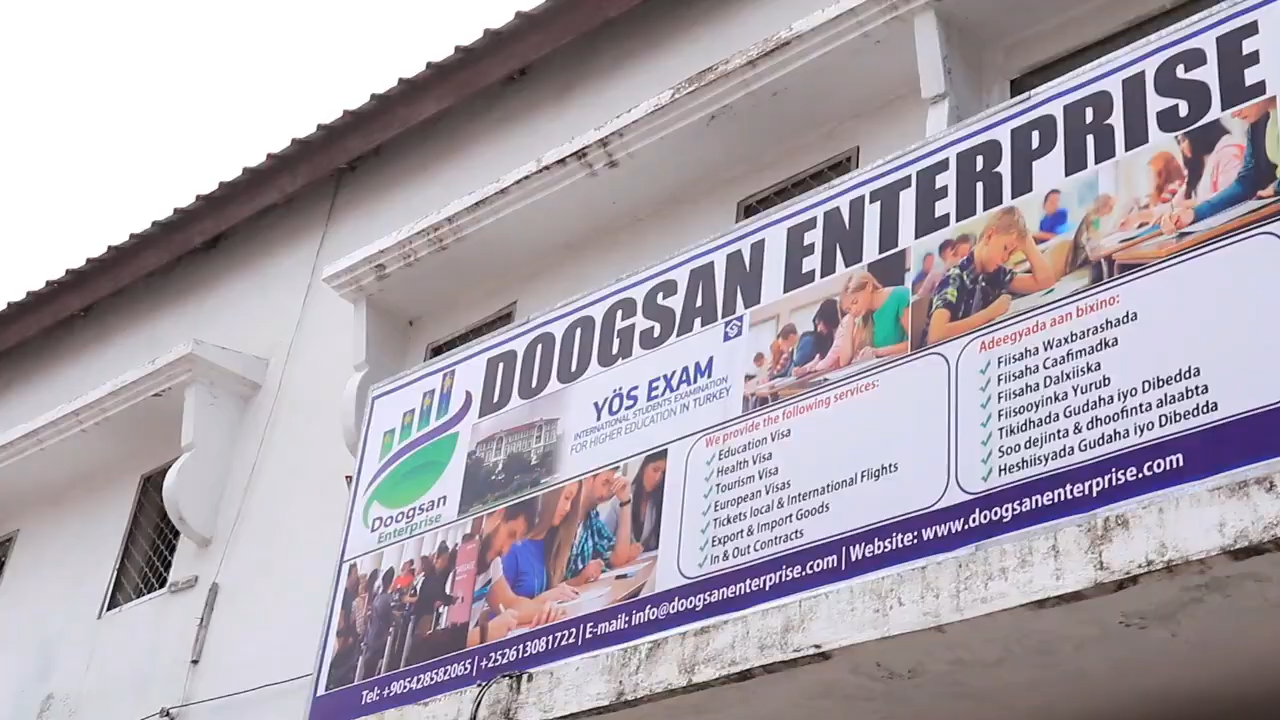 DOOGSAN ENTERPRISE
Doogsan
Enterprise
YÖS EXAM
INTERNATIONAL STUDENTS EXAMINATION
FOR HIGHER EDUCATION IN TURKEY
We provide the following services:
Education Visa
Health Visa
Tourism Visa
European Visas
Tickets local & International Flights
Export & Import Goods
In & Out Contracts
Adeegyada aan bixino:
Fiisaha Waxbarashada
Fiisaha Caafimadka
Fiisaha Dalxiiska
Fiisooyinka Yurub
Tikidhada Gudaha iyo Dibedda
Soo dejinta & dhoofinta alaabta
Heshiisyada Gudaha iyo Dibedda
Tel: +905428582065 | +252613081722 | E-mail: info@doogsanenterprise.com | Website: www.doogsanenterprise.com